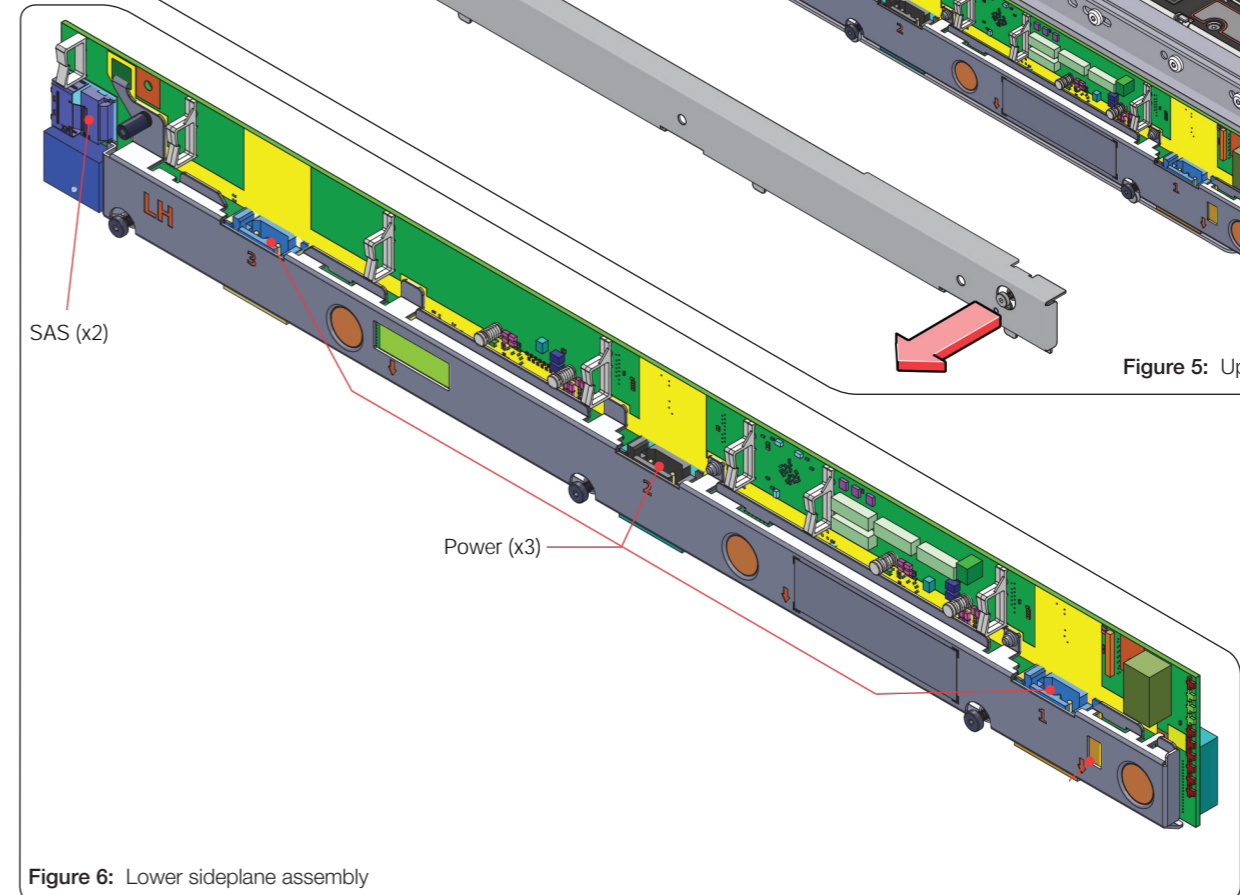 2
1
LH
3
SAS (x2)
Figure 5: Up
2
Power (x3)
1
Figure 6: Lower sideplane assembly